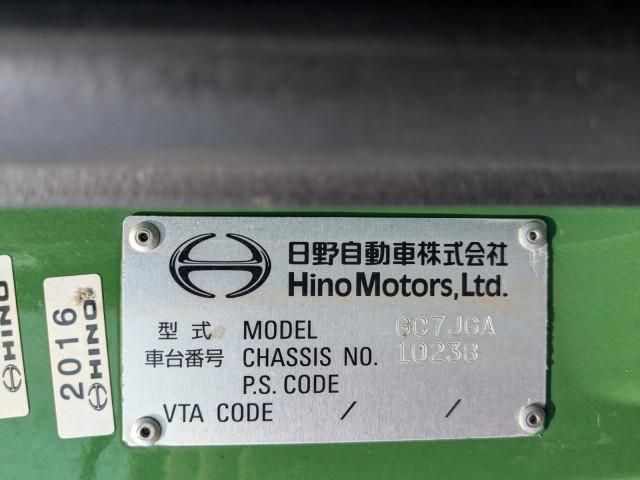 日野自動車株式会社
Hino Motors, Ltd.
型式 MODEL GC7JGA
車台番号 CHASSIS NO. 10238
P.S. CODE
VTA CODE / /
2016
HINO
HINO